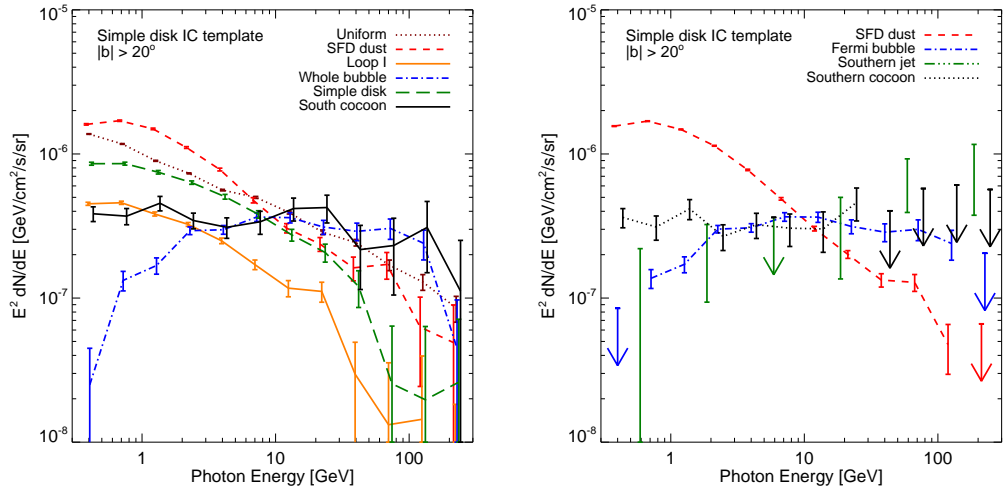 Simple disk IC template
|b| > 20°
Uniform
SFD dust
Loop I
Whole bubble
Simple disk
South cocoon
E² dN/dE [GeV/cm²/s/sr]
10⁻⁵
10⁻⁶
10⁻⁷
10⁻⁸
1
10
100
Photon Energy [GeV]
Simple disk IC template
|b| > 20°
SFD dust
Fermi bubble
Southern jet
Southern cocoon
E² dN/dE [GeV/cm²/s/sr]
10⁻⁵
10⁻⁶
10⁻⁷
10⁻⁸
1
10
100
Photon Energy [GeV]